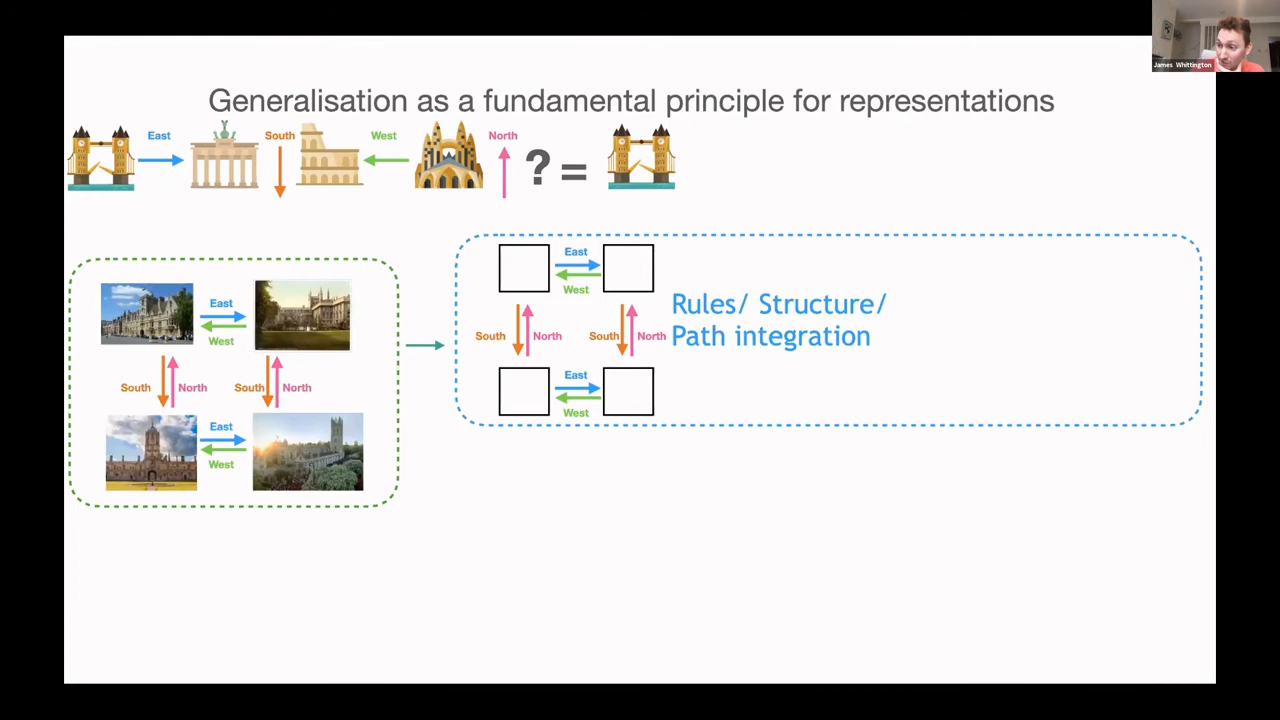 James Whittington
Generalisation as a fundamental principle for representations
East
South
West
North
? =
East
West
South
North
South
North
East
West
East
West
South
North
South
North
East
West
Rules/ Structure/
Path integration